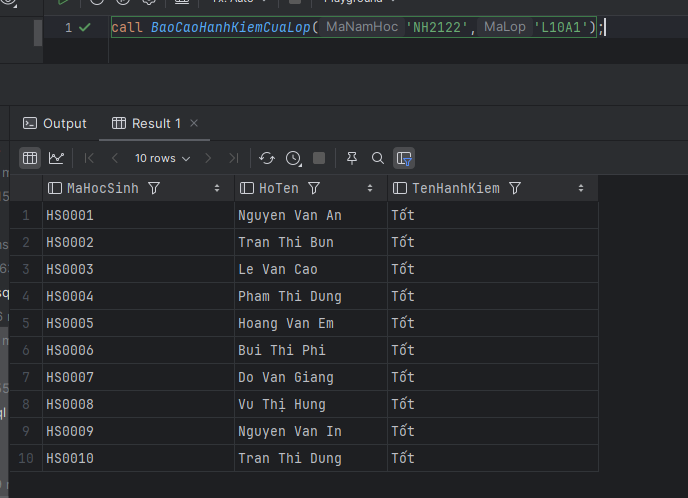 1 call BaoCaoHanhKiemCuaLop( MaNamHoc 'NH2122', MaLop 'L10A1');
Output Result 1
10 rows
MaHocSinh HoTen TenHanhKiem
1 HS0001 Nguyen Van An Tốt
2 HS0002 Tran Thi Bun Tốt
3 HS0003 Le Van Cao Tốt
4 HS0004 Pham Thi Dung Tốt
5 HS0005 Hoang Van Em Tốt
6 HS0006 Bui Thi Phi Tốt
7 HS0007 Do Van Giang Tốt
8 HS0008 Vu Thị Hung Tốt
9 HS0009 Nguyen Van In Tốt
10 HS0010 Tran Thi Dung Tốt